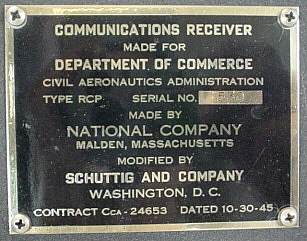 COMMUNICATIONS RECEIVER
MADE FOR
DEPARTMENT OF COMMERCE
CIVIL AERONAUTICS ADMINISTRATION
TYPE RCP SERIAL NO.
MADE BY
NATIONAL COMPANY
MALDEN, MASSACHUSETTS
MODIFIED BY
SCHUTTIG AND COMPANY
WASHINGTON, D. C.
CONTRACT CCA - 24653 DATED 10-30-45